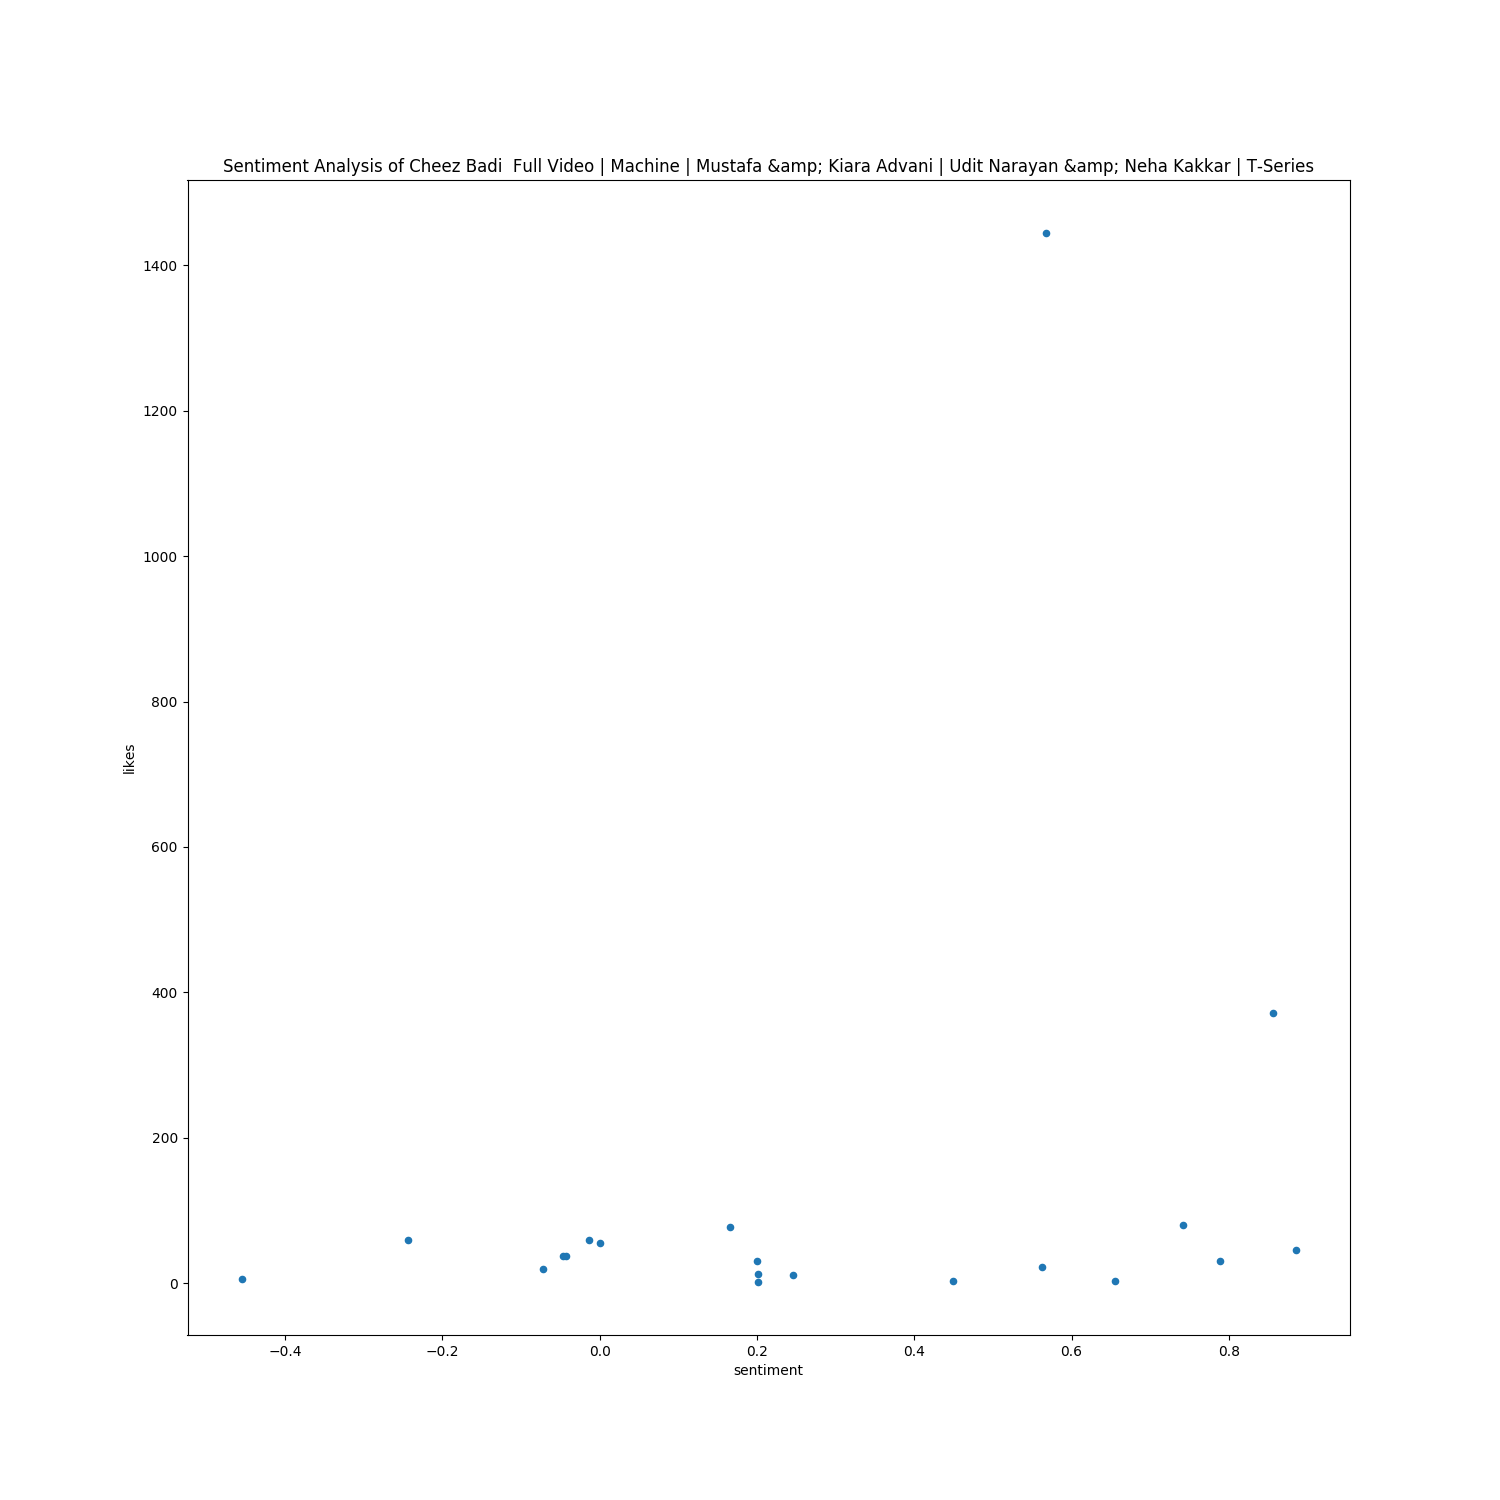 Sentiment Analysis of Cheez Badi  Full Video | Machine | Mustafa &amp; Kiara Advani | Udit Narayan &amp; Neha Kakkar | T-Series
1400
1200
1000
800
600
400
200
0
likes
−0.4 −0.2 0.0 0.2 0.4 0.6 0.8
sentiment